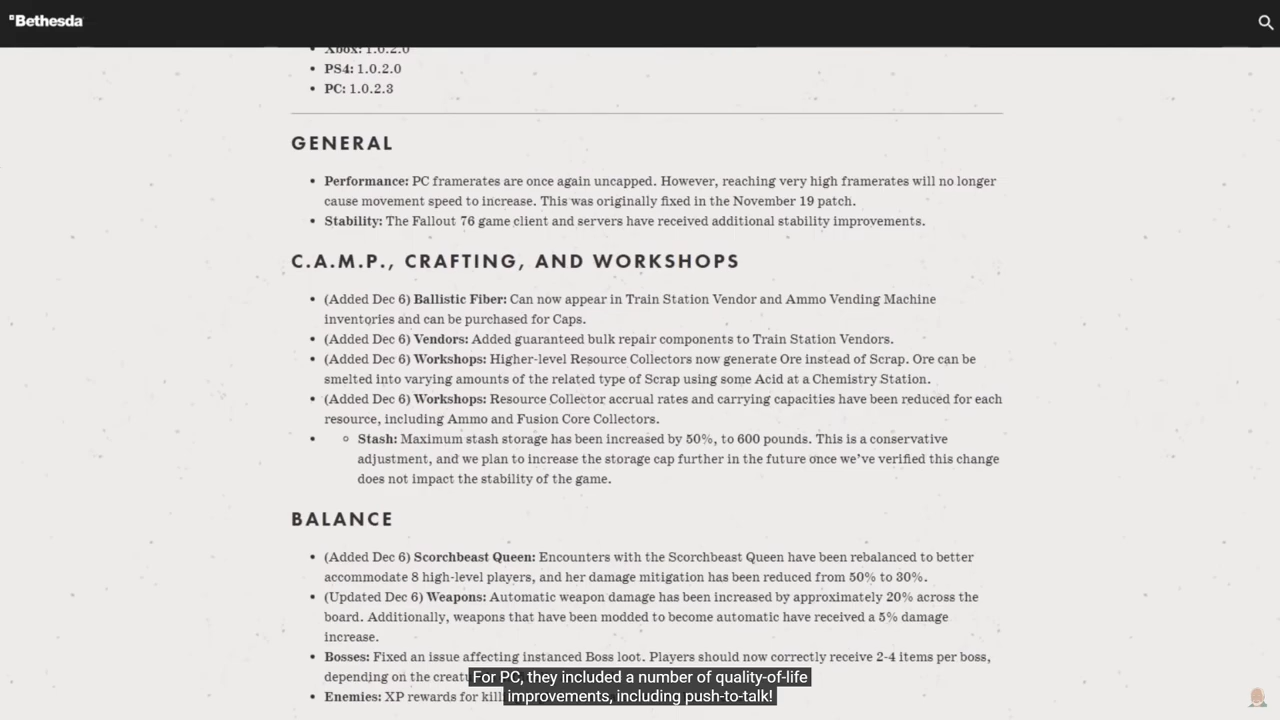 Bethesda
Xbox: 1.0.2.0
PS4: 1.0.2.0
PC: 1.0.2.3
GENERAL
Performance: PC framerates are once again uncapped. However, reaching very high framerates will no longer
cause movement speed to increase. This was originally fixed in the November 19 patch.
Stability: The Fallout 76 game client and servers have received additional stability improvements.
C.A.M.P., CRAFTING, AND WORKSHOPS
(Added Dec 6) Ballistic Fiber: Can now appear in Train Station Vendor and Ammo Vending Machine
inventories and can be purchased for Caps.
(Added Dec 6) Vendors: Added guaranteed bulk repair components to Train Station Vendors.
(Added Dec 6) Workshops: Higher-level Resource Collectors now generate Ore instead of Scrap. Ore can be
smelted into varying amounts of the related type of Scrap using some Acid at a Chemistry Station.
(Added Dec 6) Workshops: Resource Collector accrual rates and carrying capacities have been reduced for each
resource, including Ammo and Fusion Core Collectors.
Stash: Maximum stash storage has been increased by 50%, to 600 pounds. This is a conservative
adjustment, and we plan to increase the storage cap further in the future once we've verified this change
does not impact the stability of the game.
BALANCE
(Added Dec 6) Scorchbeast Queen: Encounters with the Scorchbeast Queen have been rebalanced to better
accommodate 8 high-level players, and her damage mitigation has been reduced from 50% to 30%.
(Updated Dec 6) Weapons: Automatic weapon damage has been increased by approximately 20% across the
board. Additionally, weapons that have been modded to become automatic have received a 5% damage
increase.
Bosses: Fixed an issue affecting instanced Boss loot. Players should now correctly receive 2-4 items per boss,
depending on the
Enemies: XP rewards for
For PC, they included a number of quality-of-life
improvements, including push-to-talk!